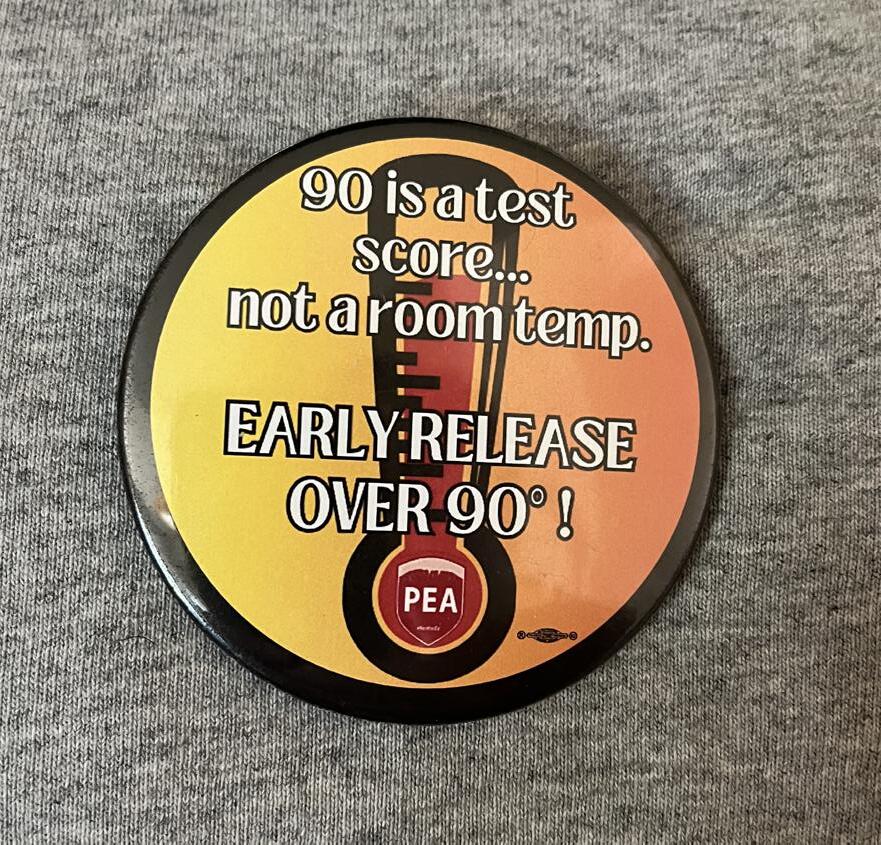 90 is a test
score...
not a room temp.
EARLY RELEASE
OVER 90° !
PEA